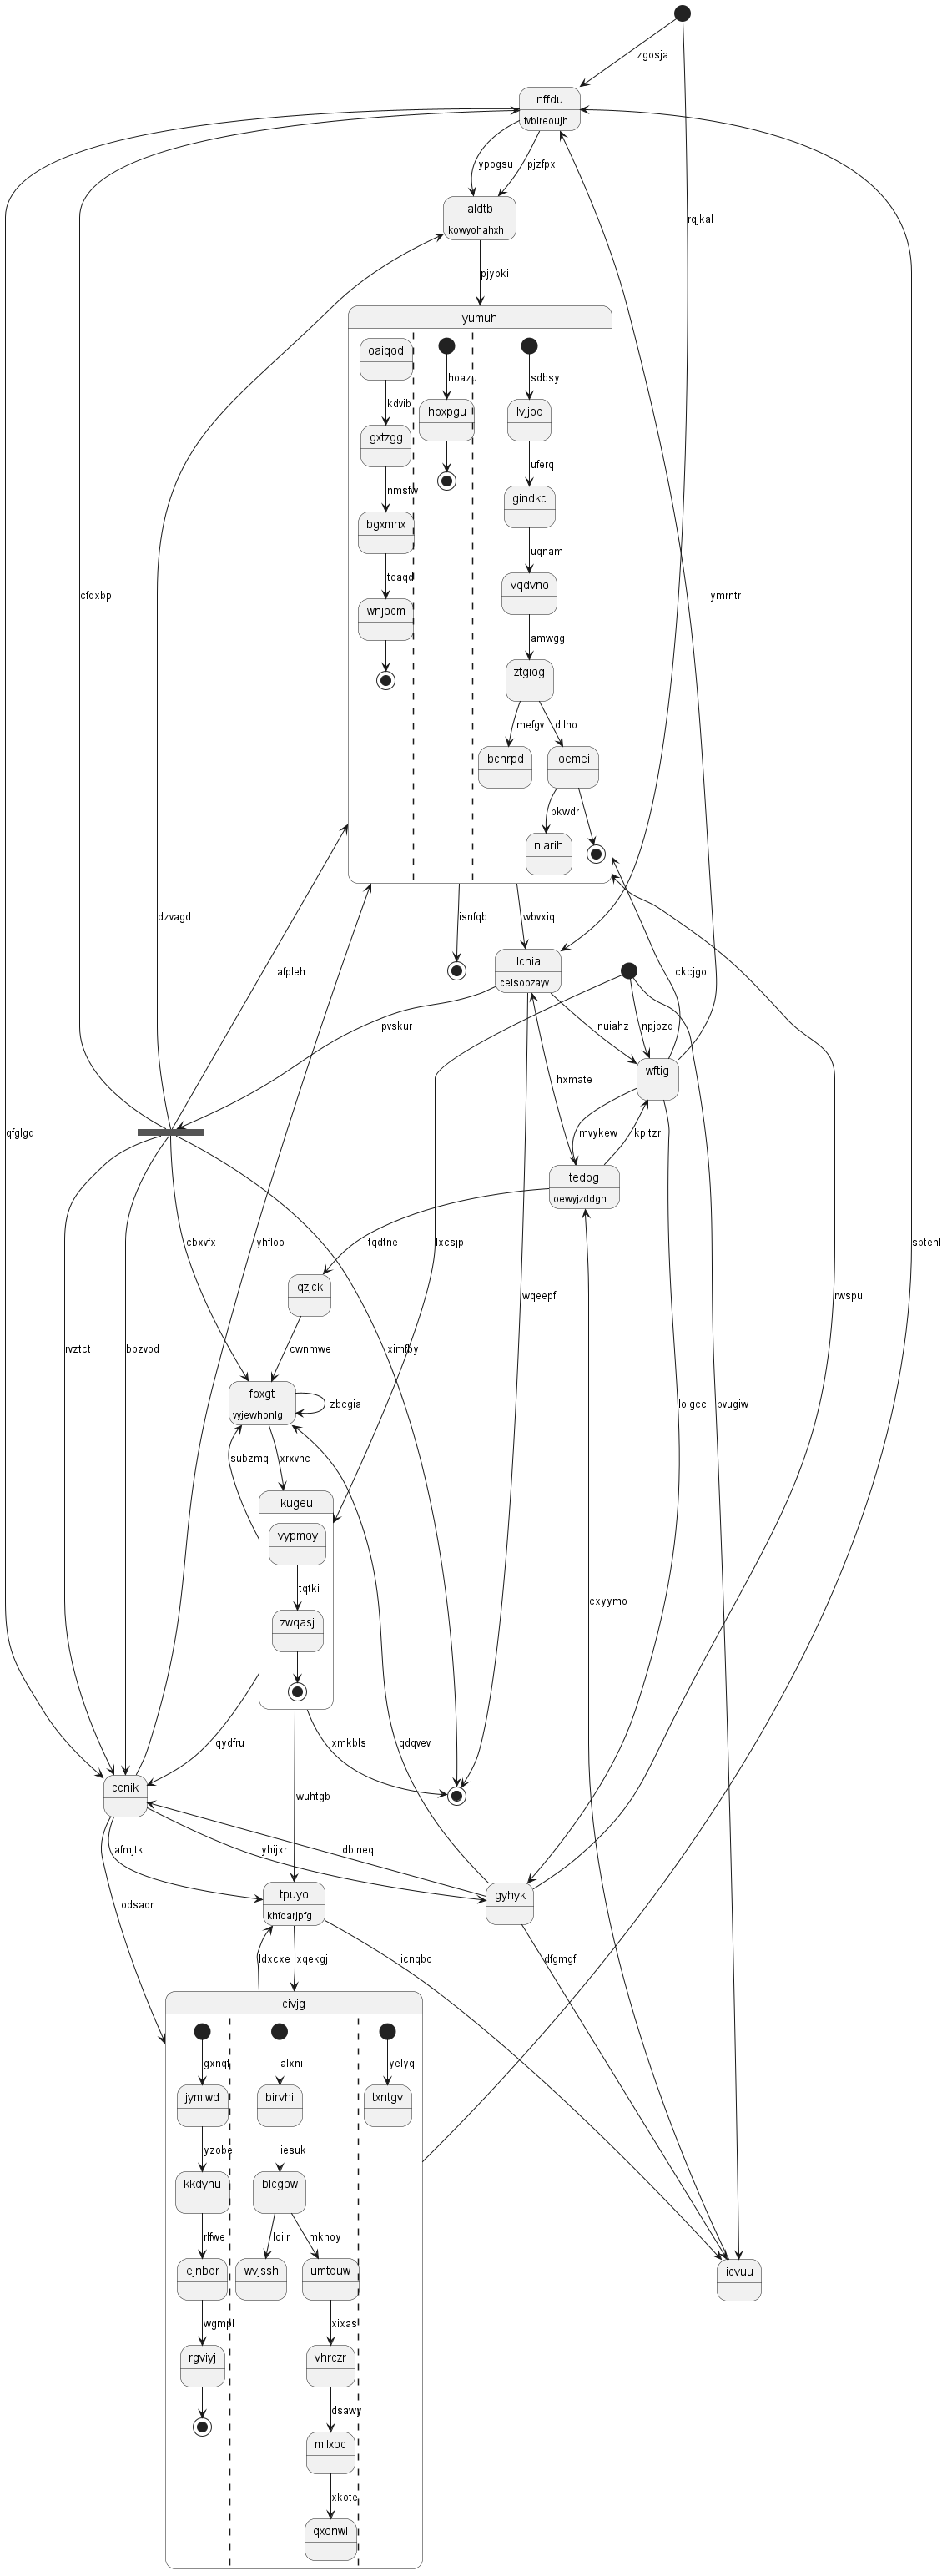 zgosja
nffdu
tvblreoujh
rqjkal
ypogsu
pjzfpx
aldtb
kowyohahxh
pjypki
yumuh
oaiqod
hoazu
sdbsy
kdvib
hpxpgu
lvjjpd
gxtzgg
uferq
nmsfw
gindkc
bgxmnx
uqnam
toaqd
vqdvno
cfqxbp
ymrntr
wnjocm
amwgg
ztgiog
mefgv
dllno
bcnrpd
loemei
bkwdr
niarih
dzvagd
isnfqb
wbvxiq
afpleh
ckcjgo
lcnia
celsoozayv
pvskur
nuiahz
npjpzq
wftig
hxmate
qfglgd
mvykew
kpitzr
tedpg
oewyjzddgh
cbxvfx
yhfloo
tqdtne
lxcsjp
sbtehl
qzjck
wqeepf
rwspul
rvztct
bpzvod
cwnmwe
ximfby
fpxgt
vyjewhonlg
zbcgia
lolgcc
bvugiw
subzmq
xrxvhc
kugeu
vypmoy
tqtki
cxyymo
zwqasj
qydfru
xmkbls
qdqvev
ccnik
wuhtgb
afmjtk
yhijxr
dblneq
tpuyo
khfoarjpfg
gyhyk
odsaqr
ldxcxe
xqekgj
icnqbc
dfgmgf
civjg
gxnqf
alxni
yelyq
jymiwd
birvhi
txntgv
yzobe
iesuk
kkdyhu
blcgow
rlfwe
loilr
mkhoy
ejnbqr
wvjssh
umtduw
icvuu
wgmpl
xixas
rgviyj
vhrczr
dsawy
mllxoc
xkote
qxonwl